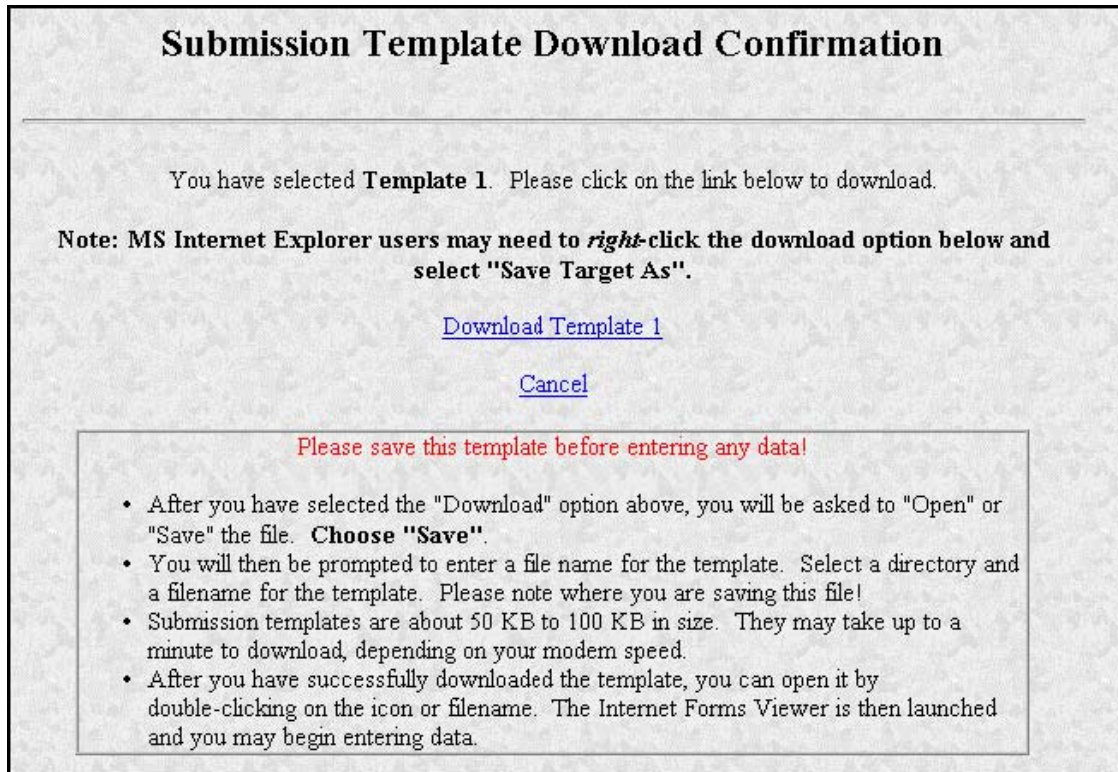 Submission Template Download Confirmation
You have selected Template 1. Please click on the link below to download.
Note: MS Internet Explorer users may need to right-click the download option below and
select "Save Target As".
Download Template 1
Cancel
Please save this template before entering any data!
• After you have selected the "Download" option above, you will be asked to "Open" or
"Save" the file. Choose "Save".
• You will then be prompted to enter a file name for the template. Select a directory and
a filename for the template. Please note where you are saving this file!
• Submission templates are about 50 KB to 100 KB in size. They may take up to a
minute to download, depending on your modem speed.
• After you have successfully downloaded the template, you can open it by
double-clicking on the icon or filename. The Internet Forms Viewer is then launched
and you may begin entering data.